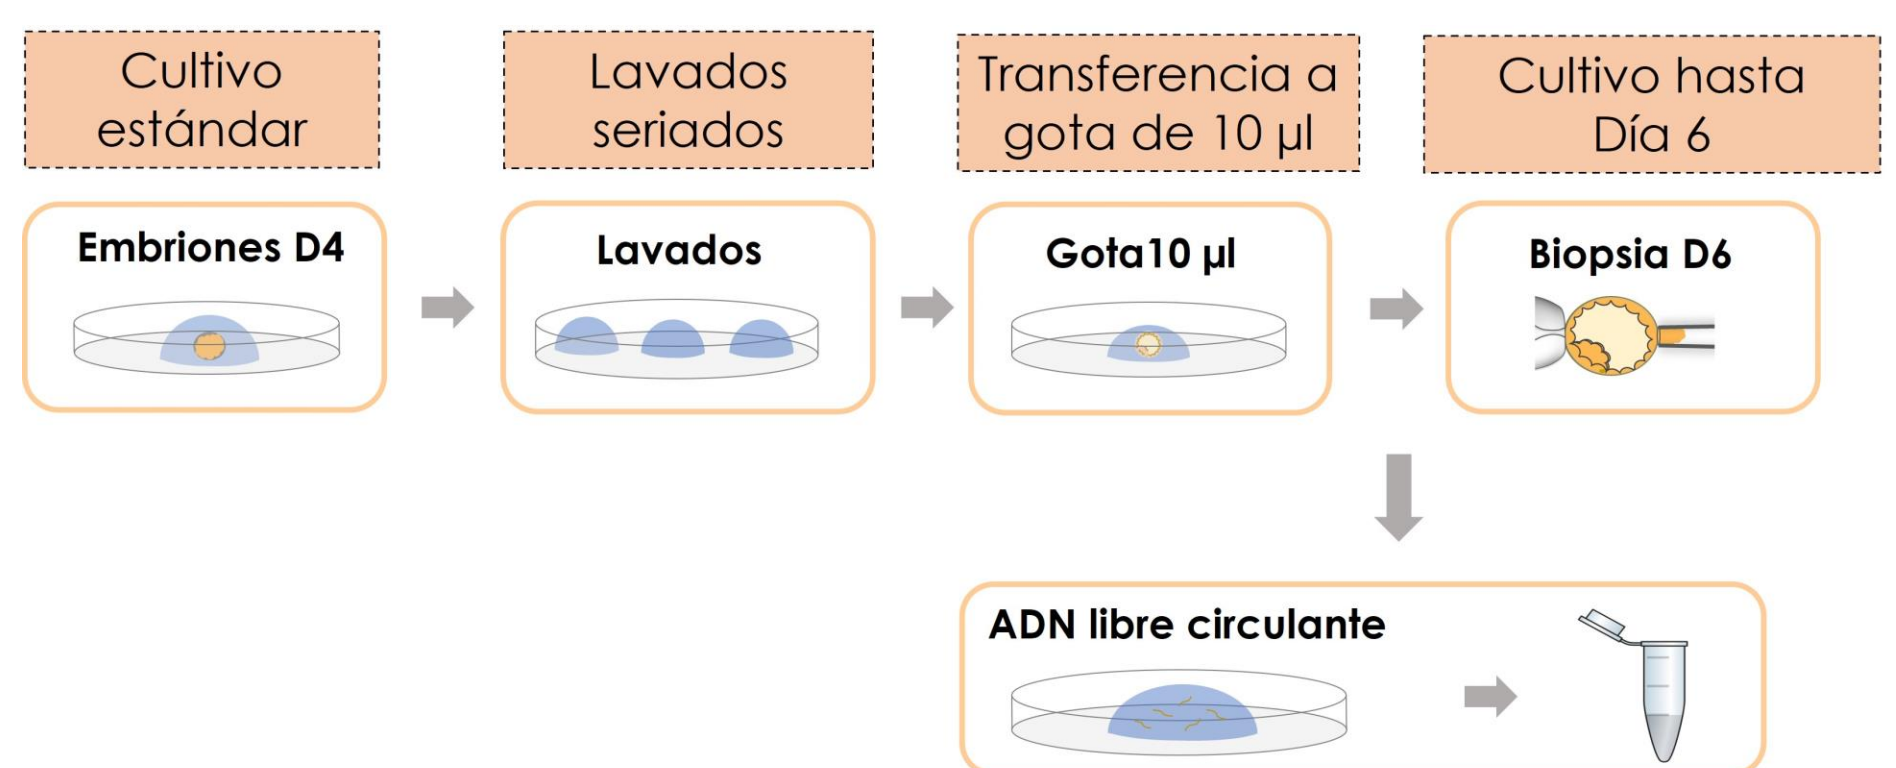 Cultivo
estándar
Lavados
seriados
Transferencia a
gota de 10 µl
Cultivo hasta
Día 6
Embriones D4
Lavados
Gota10 µl
Biopsia D6
ADN libre circulante